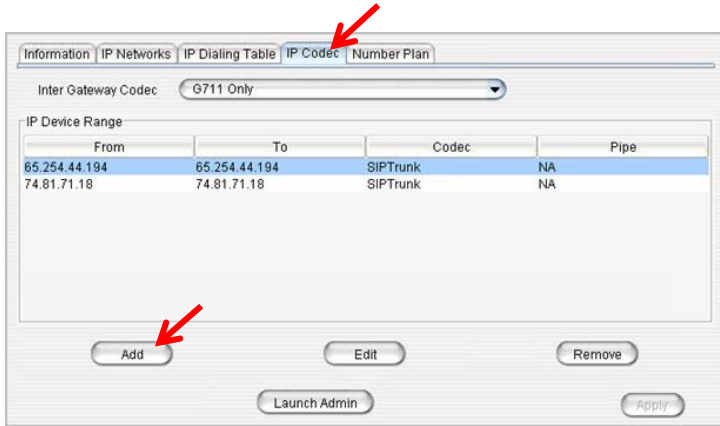 Information IP Networks IP Dialing Table IP Codec Number Plan
Inter Gateway Codec G711 Only
IP Device Range
From To Codec Pipe
65.254.44.194 65.254.44.194 SIPTrunk NA
74.81.71.18 74.81.71.18 SIPTrunk NA
Add Edit Remove
Launch Admin Apply